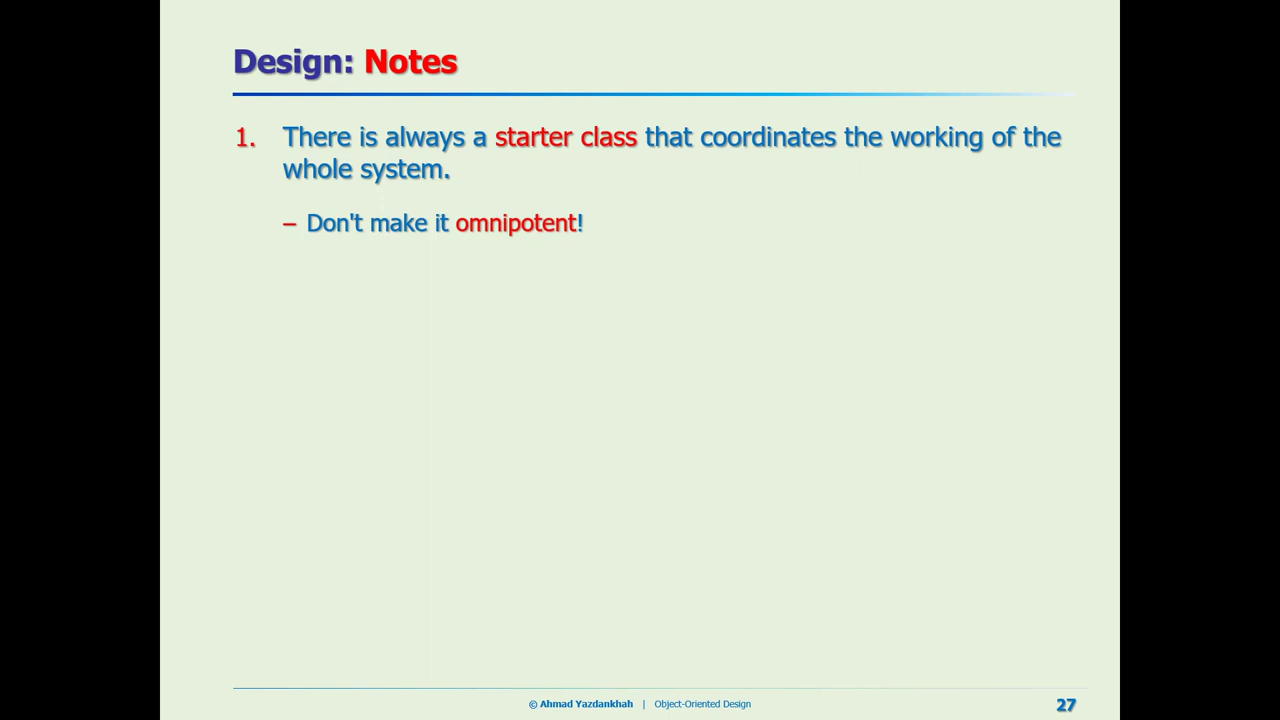 Design: Notes
1. There is always a starter class that coordinates the working of the
whole system.
– Don't make it omnipotent!
© Ahmad Yazdankhah | Object-Oriented Design
27